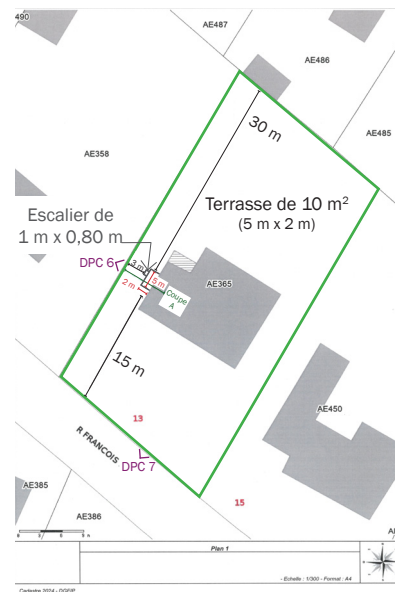 490
AE487
AE486
AE485
AE358
30 m
Terrasse de 10 m²
(5 m x 2 m)
Escalier de
1 m x 0,80 m
DPC 6
3 m
5 m
2 m
Coupe
A
AE365
15 m
13
AE450
R FRANCOIS
DPC 7
15
AE385
AE386
Plan 1
- Echelle : 1/300 - Format : A4
Cadastre 2024 - DGFIP